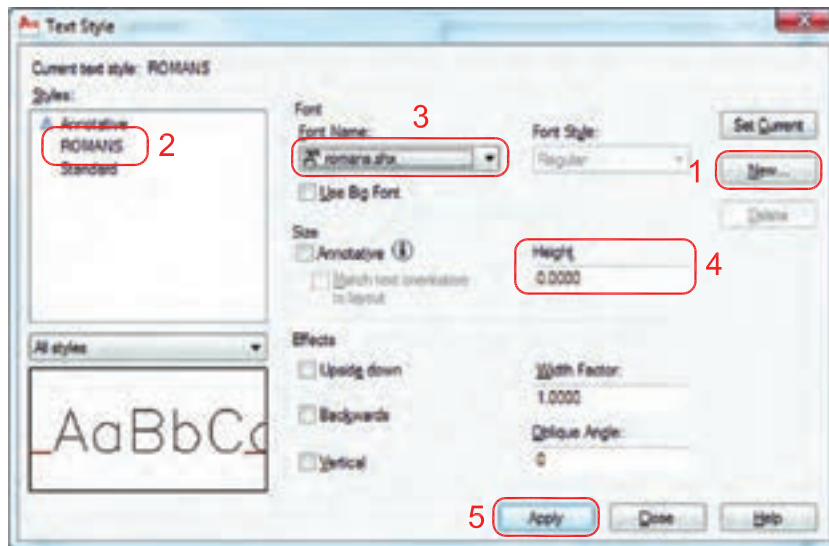 Text Style
Current text style: ROMANS
Styles:
Annotative
ROMANS
Standard
2
All styles
AaBbC
Font
Font Name:
3
romans.shx
Use Big Font
Font Style:
Regular
Size
Annotative
Match text orientation
to layout
Height
0.0000
4
Effects
Upside down
Backwards
Vertical
Width Factor:
1.0000
Oblique Angle:
0
Set Current
1
New...
Delete
5
Apply
Close
Help